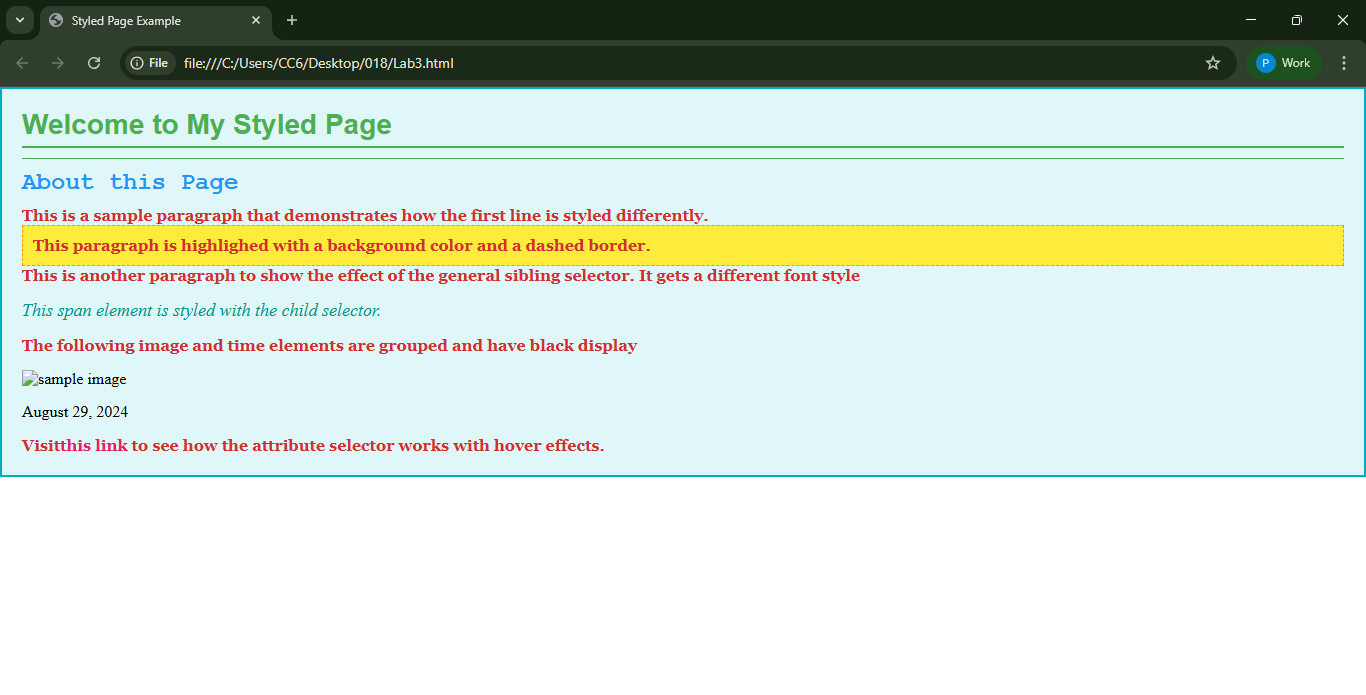 Styled Page Example
File file:///C:/Users/CC6/Desktop/018/Lab3.html P Work
Welcome to My Styled Page
About this Page
This is a sample paragraph that demonstrates how the first line is styled differently.
This paragraph is highlighed with a background color and a dashed border.
This is another paragraph to show the effect of the general sibling selector. It gets a different font style
This span element is styled with the child selector.
The following image and time elements are grouped and have black display
sample image
August 29, 2024
Visitthis link to see how the attribute selector works with hover effects.